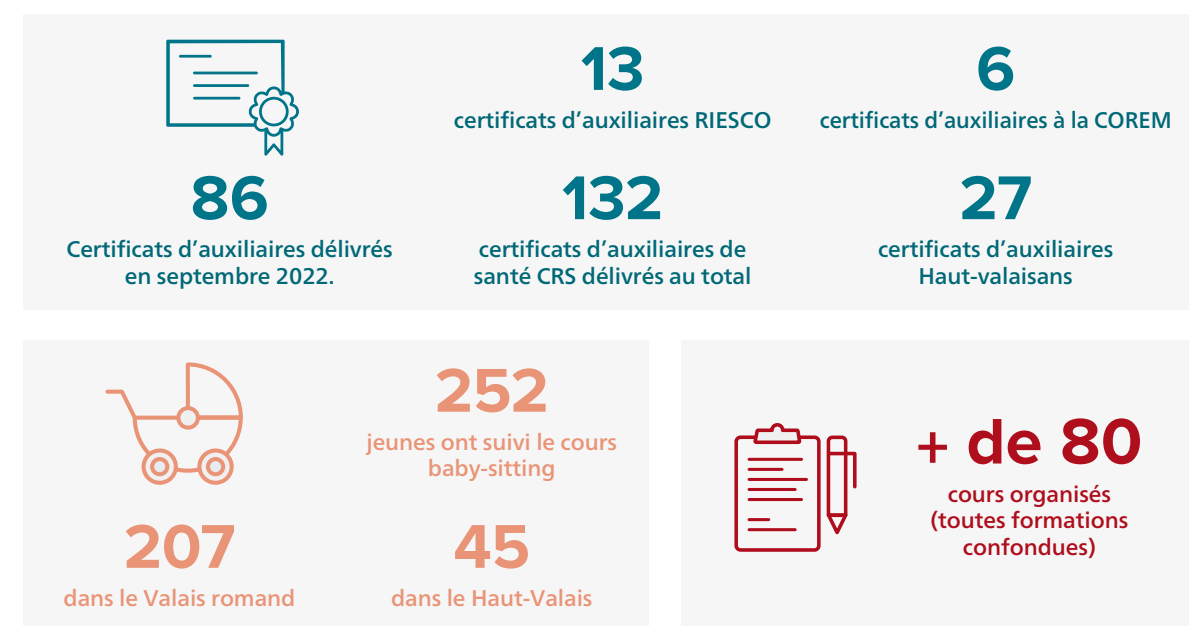 13
certificats d’auxiliaires RIESCO
6
certificats d’auxiliaires à la COREM
86
Certificats d’auxiliaires délivrés
en septembre 2022.
132
certificats d’auxiliaires de
santé CRS délivrés au total
27
certificats d’auxiliaires
Haut-valaisans
252
jeunes ont suivi le cours
baby-sitting
207
dans le Valais romand
45
dans le Haut-Valais
+ de 80
cours organisés
(toutes formations
confondues)